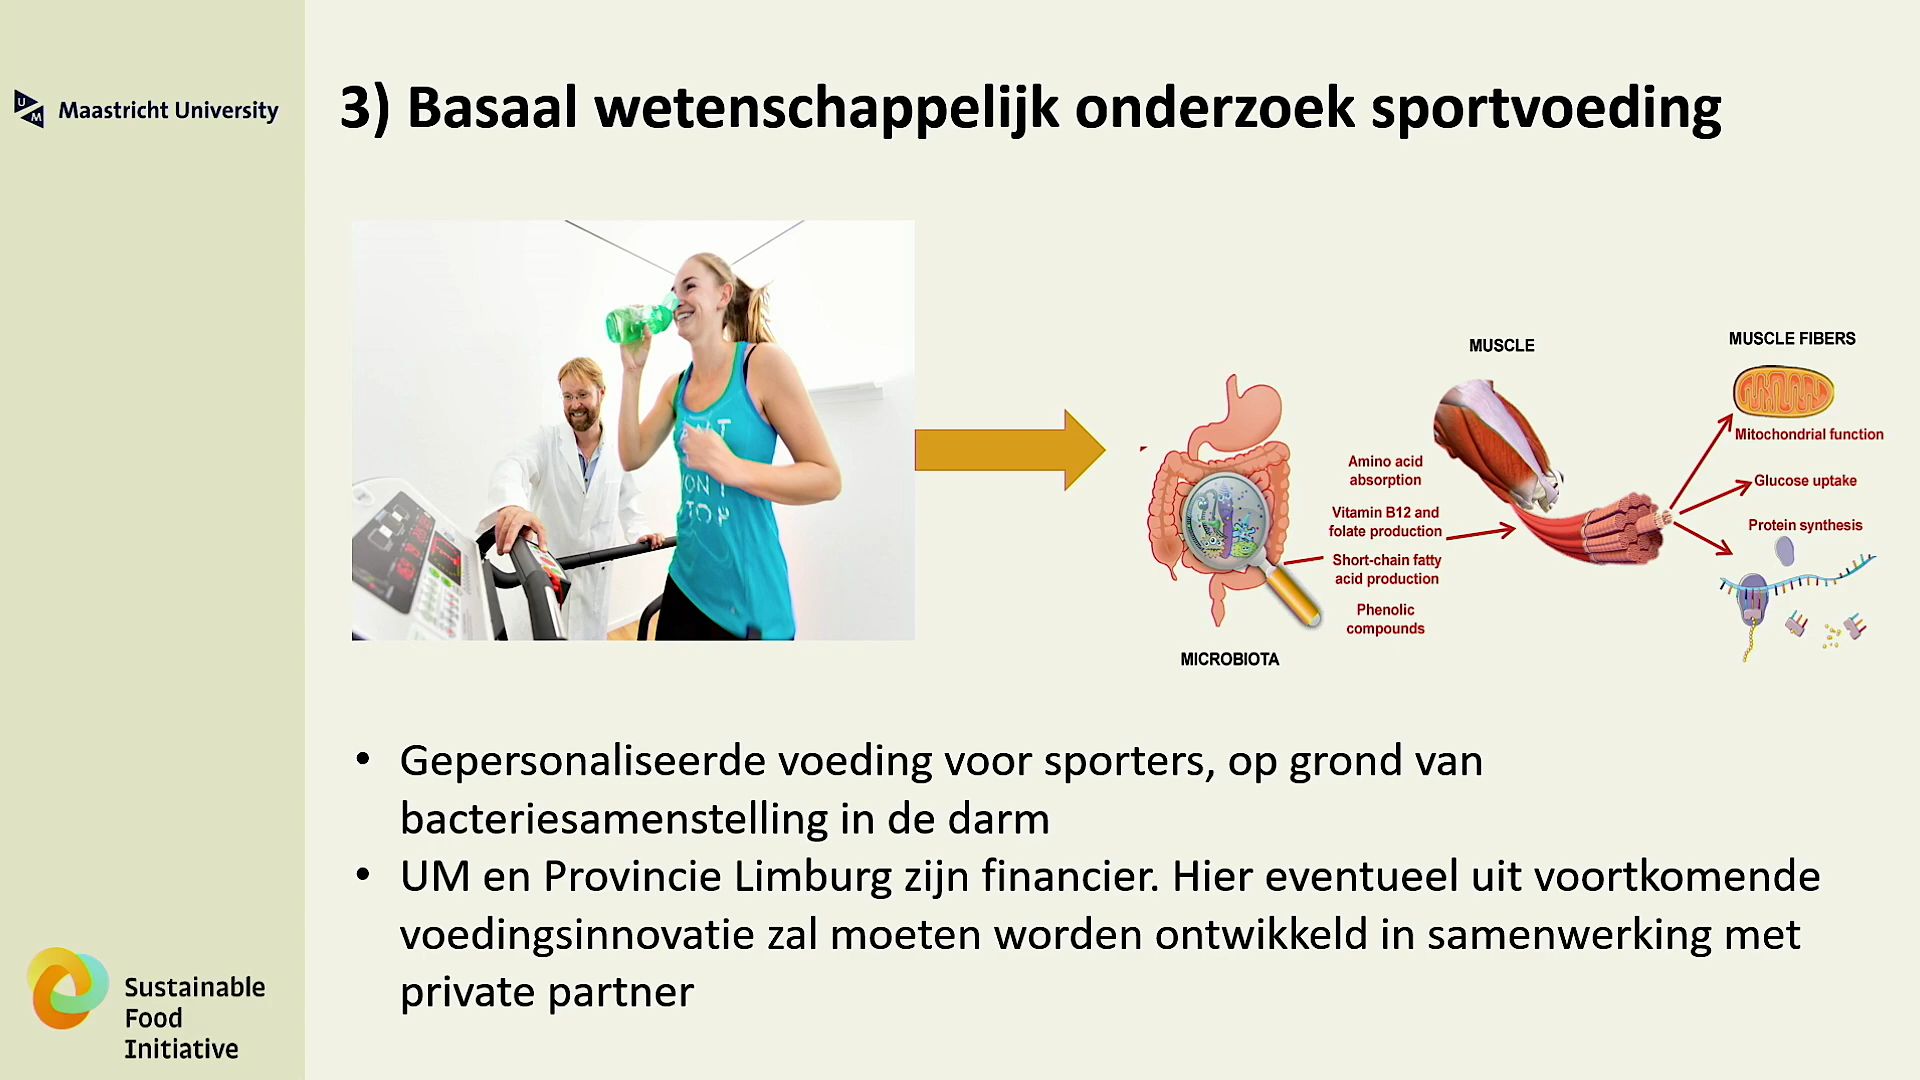 UM Maastricht University
3) Basaal wetenschappelijk onderzoek sportvoeding
MUSCLE
MUSCLE FIBERS
Mitochondrial function
Glucose uptake
Protein synthesis
Amino acid
absorption
Vitamin B12 and
folate production
Short-chain fatty
acid production
Phenolic
compounds
MICROBIOTA
• Gepersonaliseerde voeding voor sporters, op grond van
bacteriesamenstelling in de darm
• UM en Provincie Limburg zijn financier. Hier eventueel uit voortkomende
voedingsinnovatie zal moeten worden ontwikkeld in samenwerking met
private partner
Sustainable
Food
Initiative